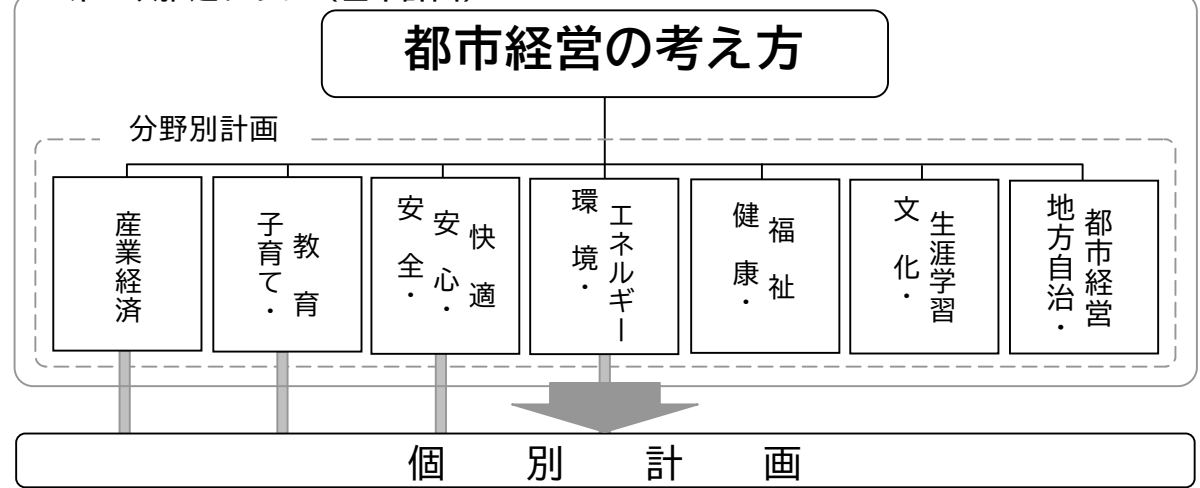 都市経営の考え方
分野別計画
産業経済
子育て・
教育
安全・
安心・
快適
環境・
エネルギー
健康・
福祉
文化・
生涯学習
地方自治・
都市経営
個別計画